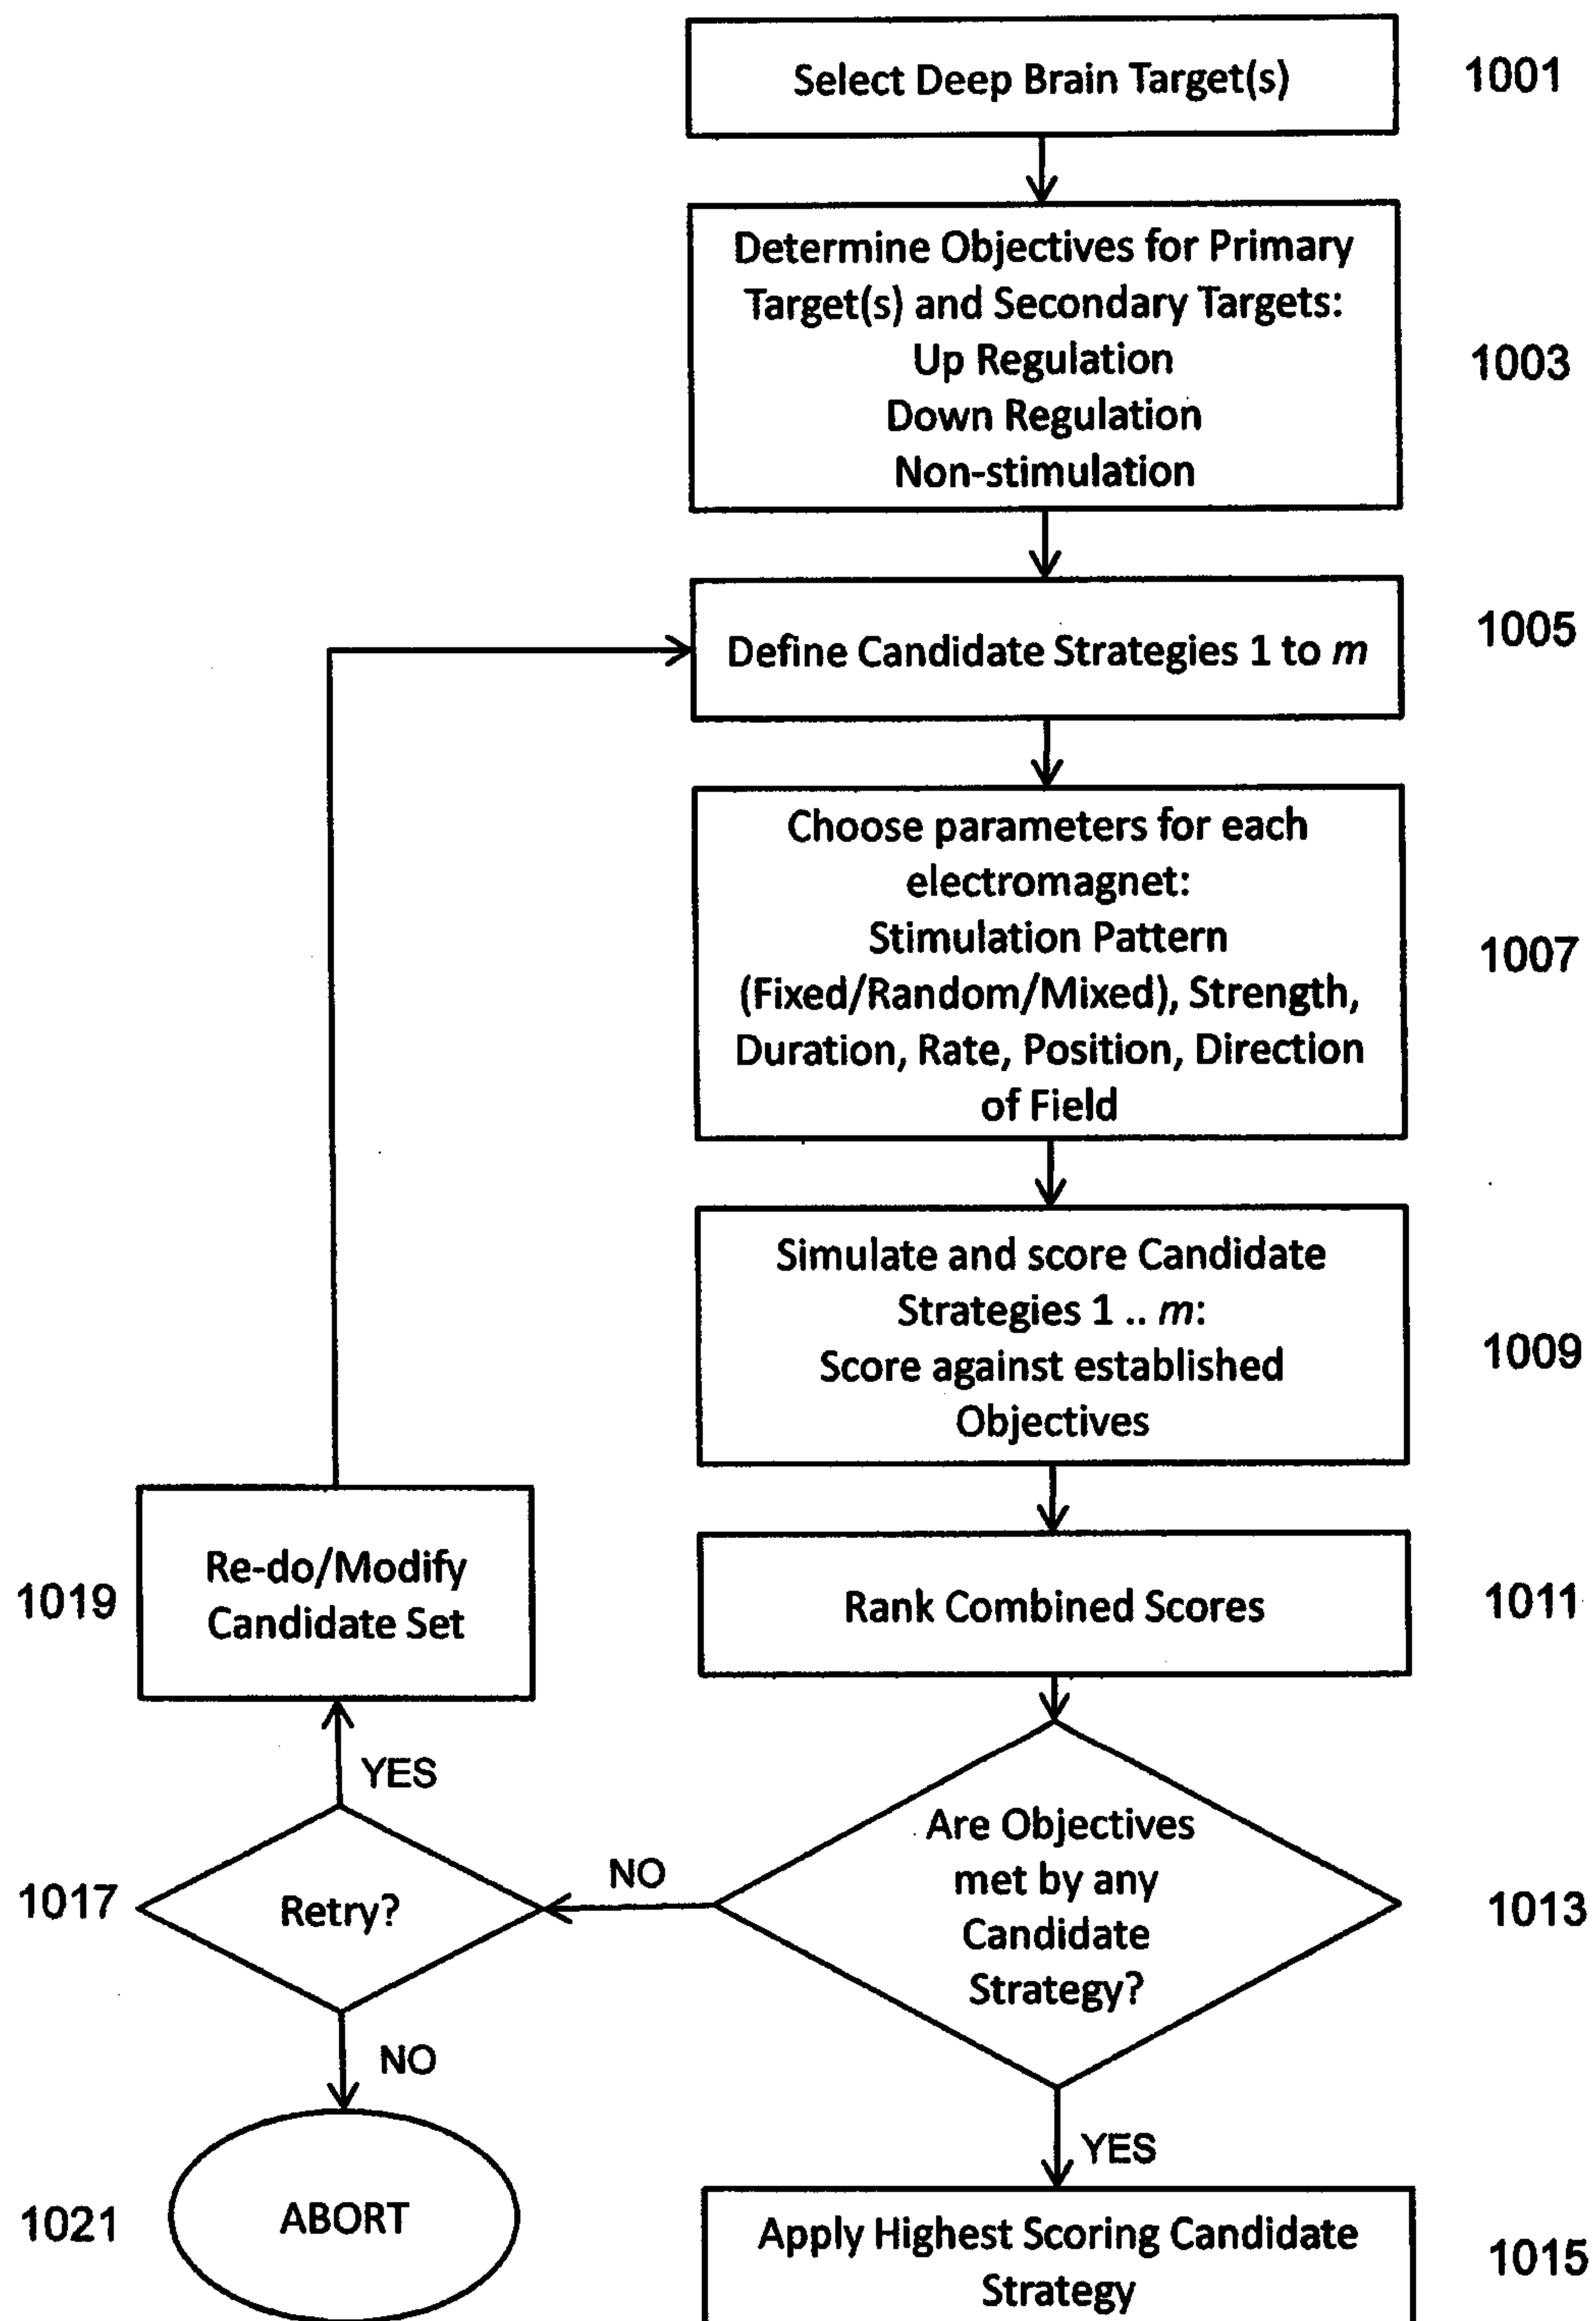 Select Deep Brain Target(s)
1001
Determine Objectives for Primary
Target(s) and Secondary Targets:
Up Regulation
Down Regulation
Non-stimulation
1003
Define Candidate Strategies 1 to m
1005
Choose parameters for each
electromagnet:
Stimulation Pattern
(Fixed/Random/Mixed), Strength,
Duration, Rate, Position, Direction
of Field
1007
Simulate and score Candidate
Strategies 1 .. m:
Score against established
Objectives
1009
Rank Combined Scores
1011
1019
Re-do/Modify
Candidate Set
YES
Are Objectives
met by any
Candidate
Strategy?
1013
NO
1017
Retry?
NO
YES
1021
ABORT
Apply Highest Scoring Candidate
Strategy
1015